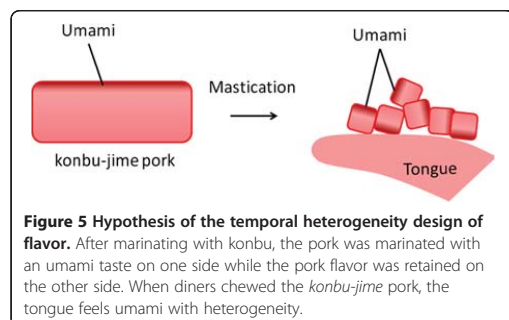 Umami
Umami
Mastication
konbu-jime pork
Tongue
Figure 5 Hypothesis of the temporal heterogeneity design of
flavor. After marinating with konbu, the pork was marinated with
an umami taste on one side while the pork flavor was retained on
the other side. When diners chewed the konbu-jime pork, the
tongue feels umami with heterogeneity.